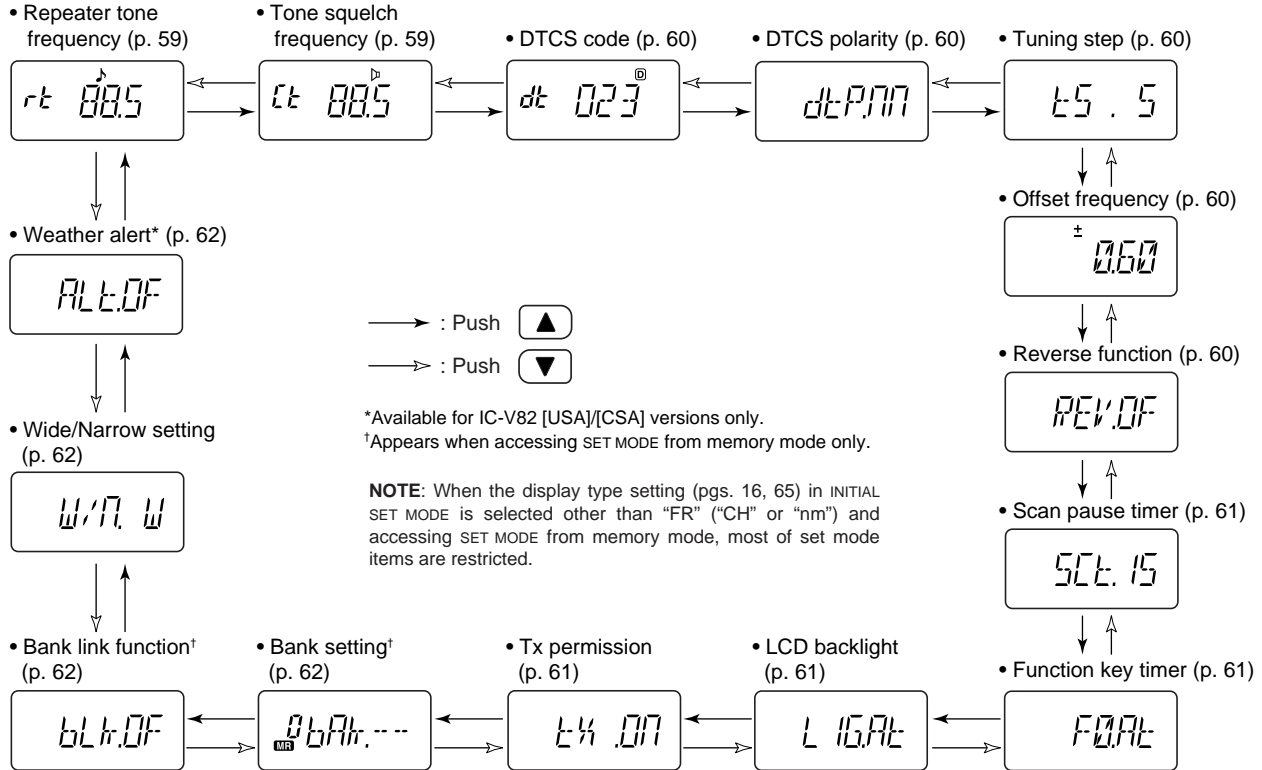 • Repeater tone
frequency (p. 59)
• Tone squelch
frequency (p. 59)
• DTCS code (p. 60)
• DTCS polarity (p. 60)
• Tuning step (p. 60)
rt 88.5
Ct 88.5
dt 023
D
dtP.NN
tS . 5
• Weather alert* (p. 62)
ALt.OF
• Offset frequency (p. 60)
± 0.60
• Reverse function (p. 60)
REV.OF
: Push ▲
: Push ▼
*Available for IC-V82 [USA]/[CSA] versions only.
†Appears when accessing SET MODE from memory mode only.
NOTE: When the display type setting (pgs. 16, 65) in INITIAL
SET MODE is selected other than “FR” (“CH” or “nm”) and
accessing SET MODE from memory mode, most of set mode
items are restricted.
• Wide/Narrow setting
(p. 62)
W/N. W
• Scan pause timer (p. 61)
SCt. 15
• Bank link function†
(p. 62)
• Bank setting†
(p. 62)
• Tx permission
(p. 61)
• LCD backlight
(p. 61)
• Function key timer (p. 61)
bLk.OF
MR 0 bAk.--
tX .ON
LIG.At
F0.At